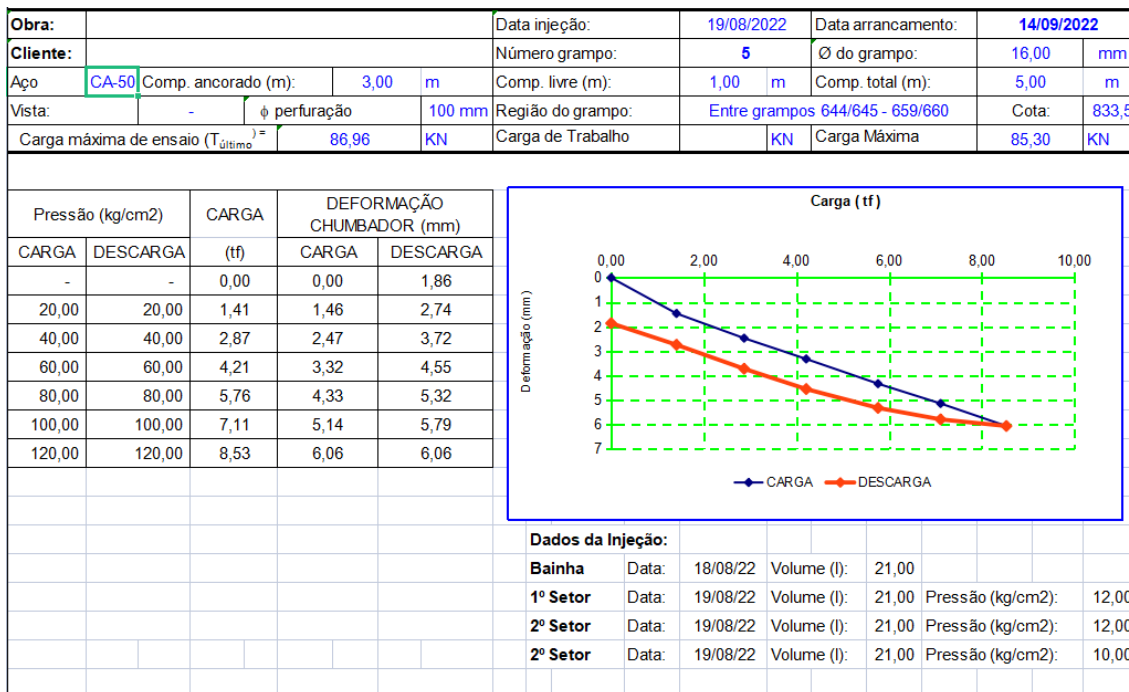 Obra: Data injeção: 19/08/2022 Data arrancamento: 14/09/2022
Cliente: Número grampo: 5 Ø do grampo: 16,00 mm
Aço CA-50 Comp. ancorado (m): 3,00 m Comp. livre (m): 1,00 m Comp. total (m): 5,00 m
Vista: - ϕ perfuração 100 mm Região do grampo: Entre grampos 644/645 - 659/660 Cota: 833,5
Carga máxima de ensaio (Túltimo) = 86,96 KN Carga de Trabalho KN Carga Máxima 85,30 KN
Pressão (kg/cm2) CARGA DEFORMAÇÃO CHUMBADOR (mm)
CARGA DESCARGA (tf) CARGA DESCARGA
- - 0,00 0,00 1,86
20,00 20,00 1,41 1,46 2,74
40,00 40,00 2,87 2,47 3,72
60,00 60,00 4,21 3,32 4,55
80,00 80,00 5,76 4,33 5,32
100,00 100,00 7,11 5,14 5,79
120,00 120,00 8,53 6,06 6,06
Carga ( tf )
0,00 2,00 4,00 6,00 8,00 10,00
Deformação (mm )
0
1
2
3
4
5
6
7
CARGA DESCARGA
Dados da Injeção:
Bainha Data: 18/08/22 Volume (l): 21,00
1º Setor Data: 19/08/22 Volume (l): 21,00 Pressão (kg/cm2): 12,00
2º Setor Data: 19/08/22 Volume (l): 21,00 Pressão (kg/cm2): 12,00
2º Setor Data: 19/08/22 Volume (l): 21,00 Pressão (kg/cm2): 10,00